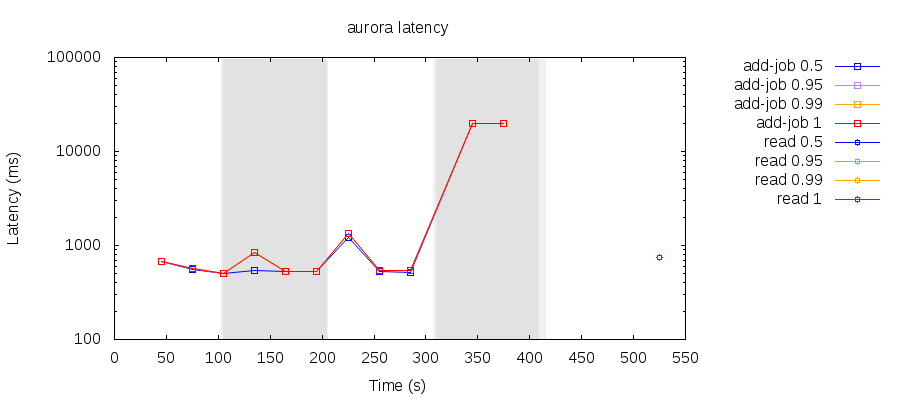 aurora latency
100000
10000
1000
100
Latency (ms)
0 50 100 150 200 250 300 350 400 450 500 550
Time (s)
add-job 0.5
add-job 0.95
add-job 0.99
add-job 1
read 0.5
read 0.95
read 0.99
read 1